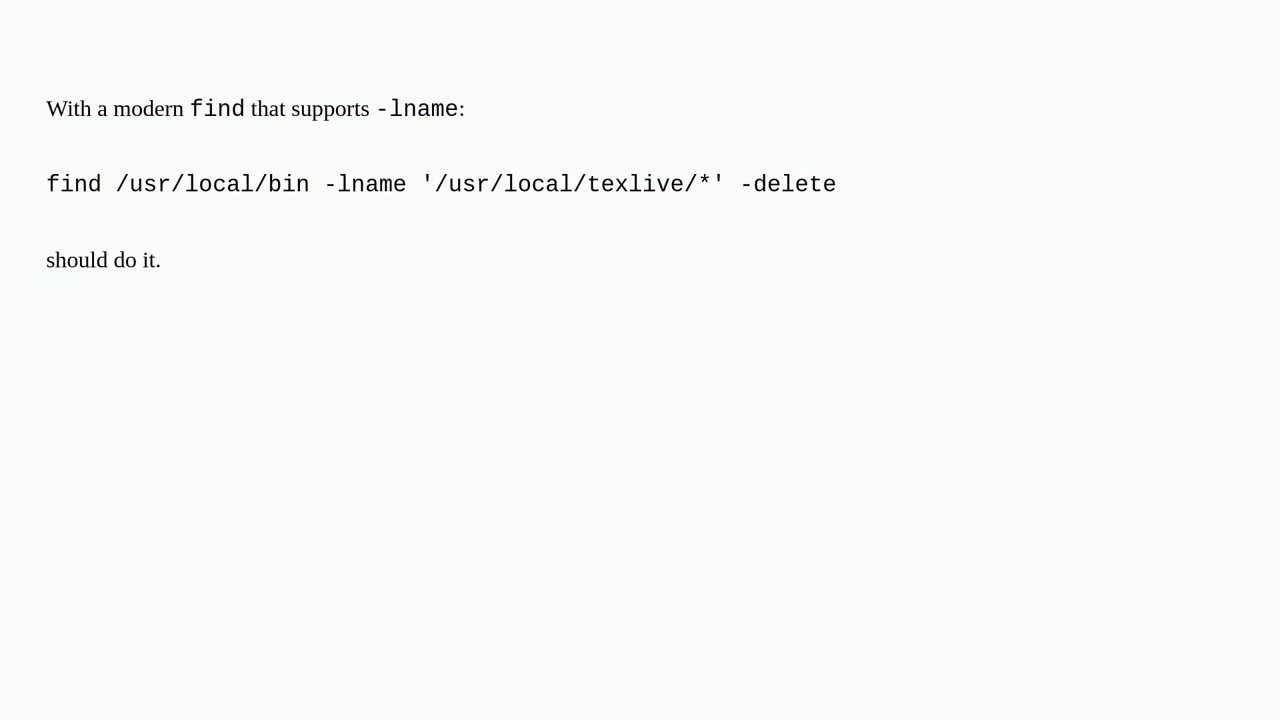 With a modern find that supports -lname:
find /usr/local/bin -lname '/usr/local/texlive/*' -delete
should do it.